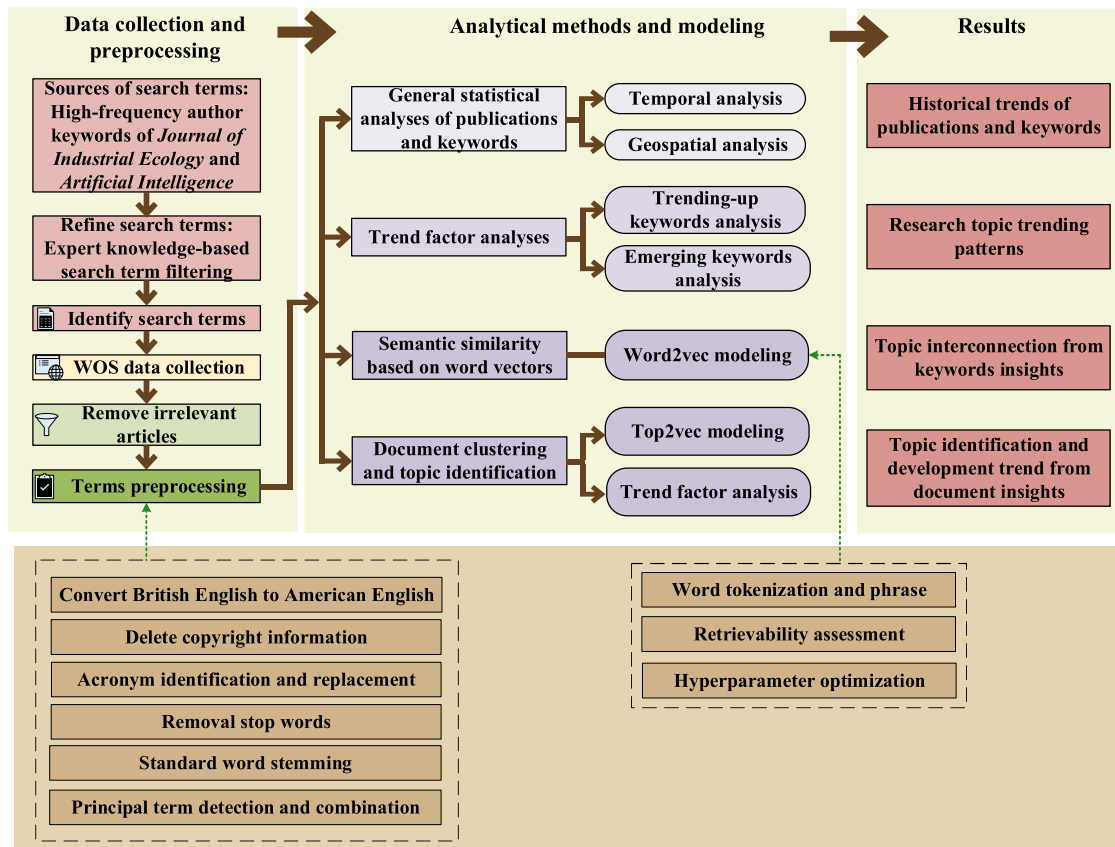 Data collection and
preprocessing
Sources of search terms:
High-frequency author
keywords of Journal of
Industrial Ecology and
Artificial Intelligence
Refine search terms:
Expert knowledge-based
search term filtering
Identify search terms
WOS data collection
Remove irrelevant
articles
Terms preprocessing
Analytical methods and modeling
General statistical
analyses of publications
and keywords
Temporal analysis
Geospatial analysis
Trend factor analyses
Trending-up
keywords analysis
Emerging keywords
analysis
Semantic similarity
based on word vectors
Word2vec modeling
Document clustering
and topic identification
Top2vec modeling
Trend factor analysis
Results
Historical trends of
publications and keywords
Research topic trending
patterns
Topic interconnection from
keywords insights
Topic identification and
development trend from
document insights
Convert British English to American English
Delete copyright information
Acronym identification and replacement
Removal stop words
Standard word stemming
Principal term detection and combination
Word tokenization and phrase
Retrievability assessment
Hyperparameter optimization